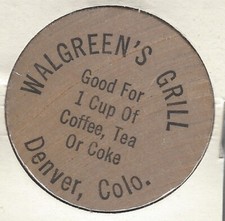 WALGREEN'S GRILL
Good For
1 Cup Of
Coffee, Tea
Or Coke
Denver, Colo.